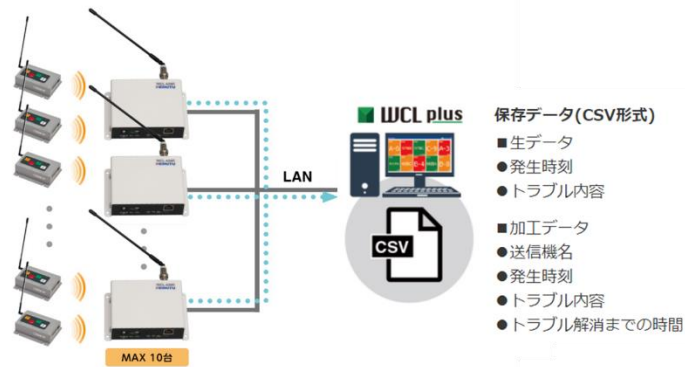 WCL plus
保存データ(CSV形式)
■生データ
●発生時刻
●トラブル内容
LAN
■加工データ
●送信機名
●発生時刻
●トラブル内容
●トラブル解消までの時間
CSV
MAX 10台